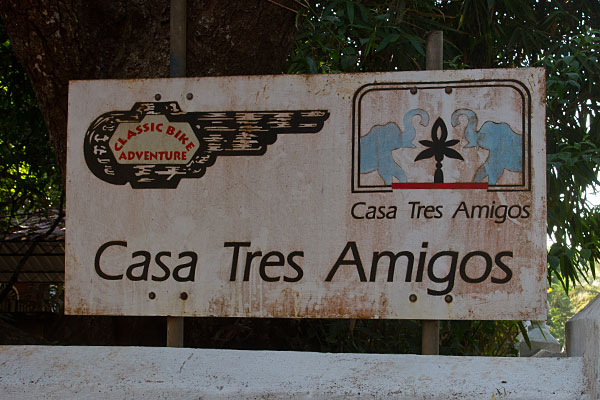 CLASSIC BIKE
ADVENTURE
Casa Tres Amigos
Casa Tres Amigos